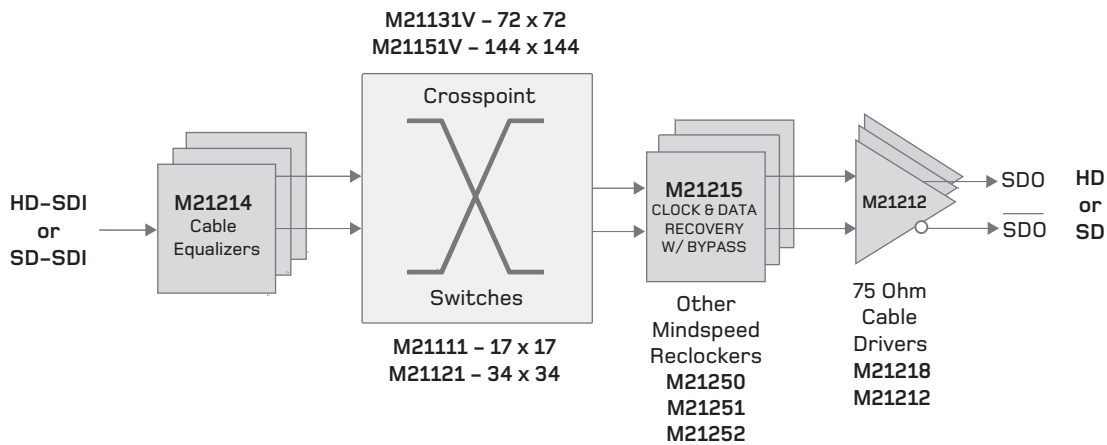 M21131V – 72 x 72
M21151V – 144 x 144
Crosspoint
Switches
M21111 – 17 x 17
M21121 – 34 x 34
HD–SDI
or
SD–SDI
M21214
Cable
Equalizers
M21215
CLOCK & DATA
RECOVERY
W/ BYPASS
Other
Mindspeed
Reclockers
M21250
M21251
M21252
M21212
75 Ohm
Cable
Drivers
M21218
M21212
SDO
SDO
HD
or
SD